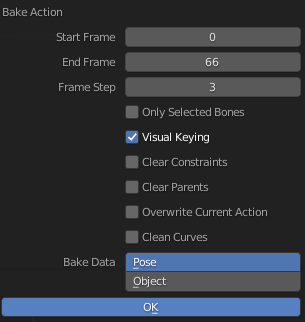 Bake Action
Start Frame 0
End Frame 66
Frame Step 3
Only Selected Bones
Visual Keying
Clear Constraints
Clear Parents
Overwrite Current Action
Clean Curves
Bake Data Pose
Object
OK